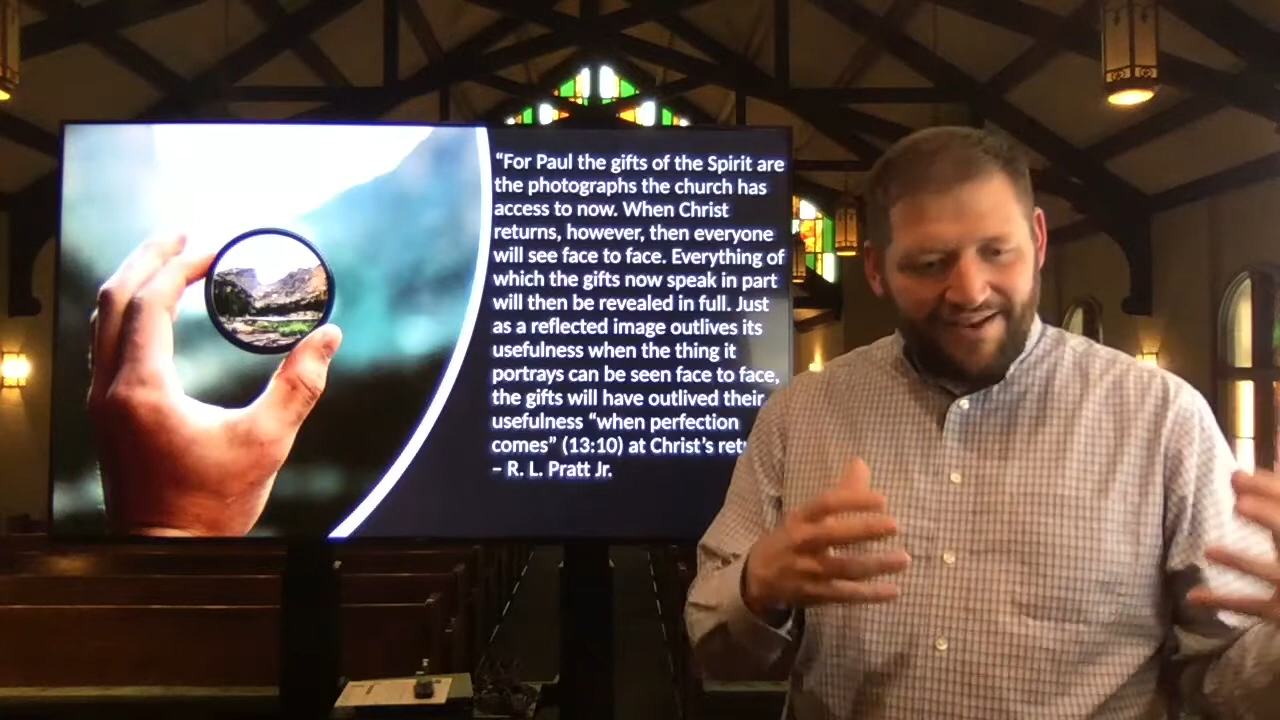 “For Paul the gifts of the Spirit are
the photographs the church has
access to now. When Christ
returns, however, then everyone
will see face to face. Everything of
which the gifts now speak in part
will then be revealed in full. Just
as a reflected image outlives its
usefulness when the thing it
portrays can be seen face to face,
the gifts will have outlived their
usefulness “when perfection
comes” (13:10) at Christ’s
– R. L. Pratt Jr.